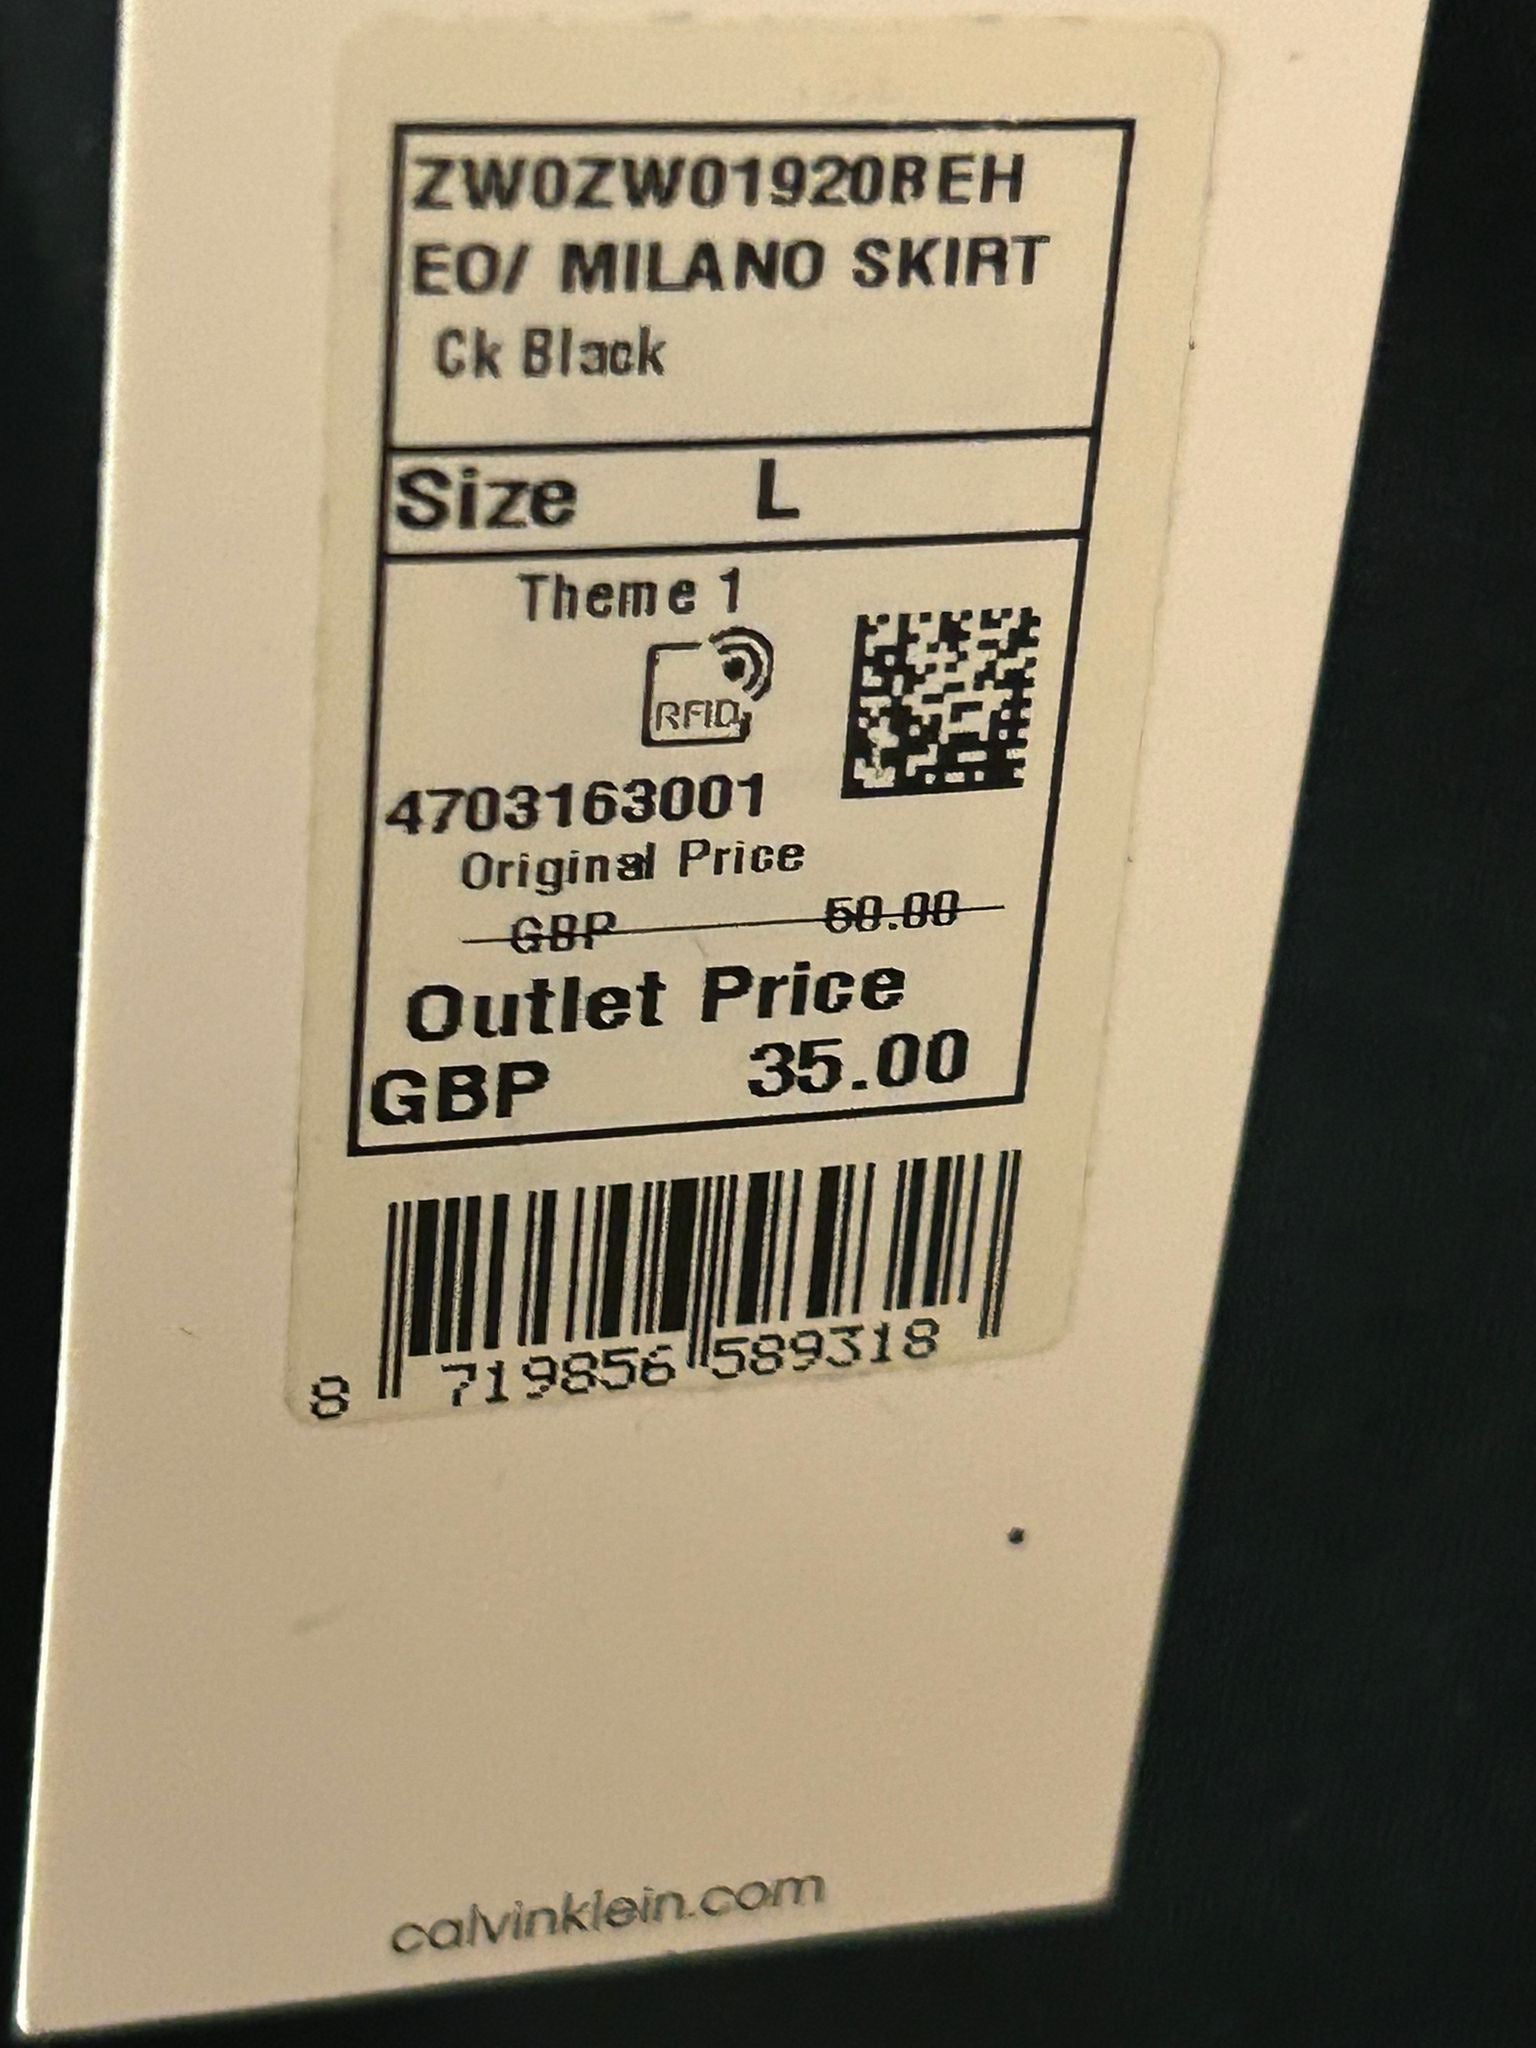 ZW0ZW01920BEH
EO/ MILANO SKIRT
Ck Black
Size L
Theme 1
RFID
4703163001
Original Price
GBP 50.00
Outlet Price
GBP 35.00
8 719856 589318
calvinklein.com